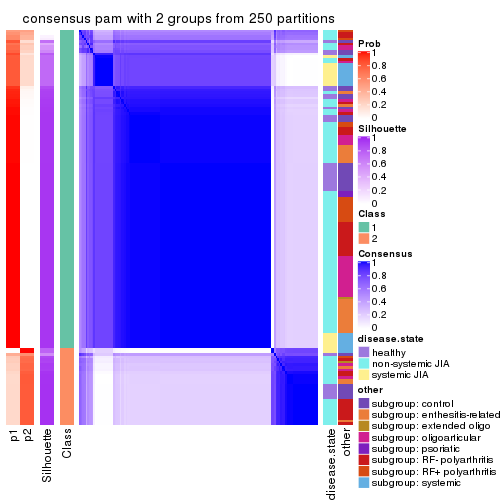 consensus pam with 2 groups from 250 partitions
Prob
1
0.8
0.6
0.4
0.2
0
Silhouette
1
0.8
0.6
0.4
0.2
0
Class
1
2
Consensus
1
0.8
0.6
0.4
0.2
0
disease.state
healthy
non-systemic JIA
systemic JIA
other
subgroup: control
subgroup: enthesitis-related
subgroup: extended oligo
subgroup: oligoarticular
subgroup: psoriatic
subgroup: RF- polyarthritis
subgroup: RF+ polyarthritis
subgroup: systemic
p1
p2
Silhouette
Class
disease.state
other